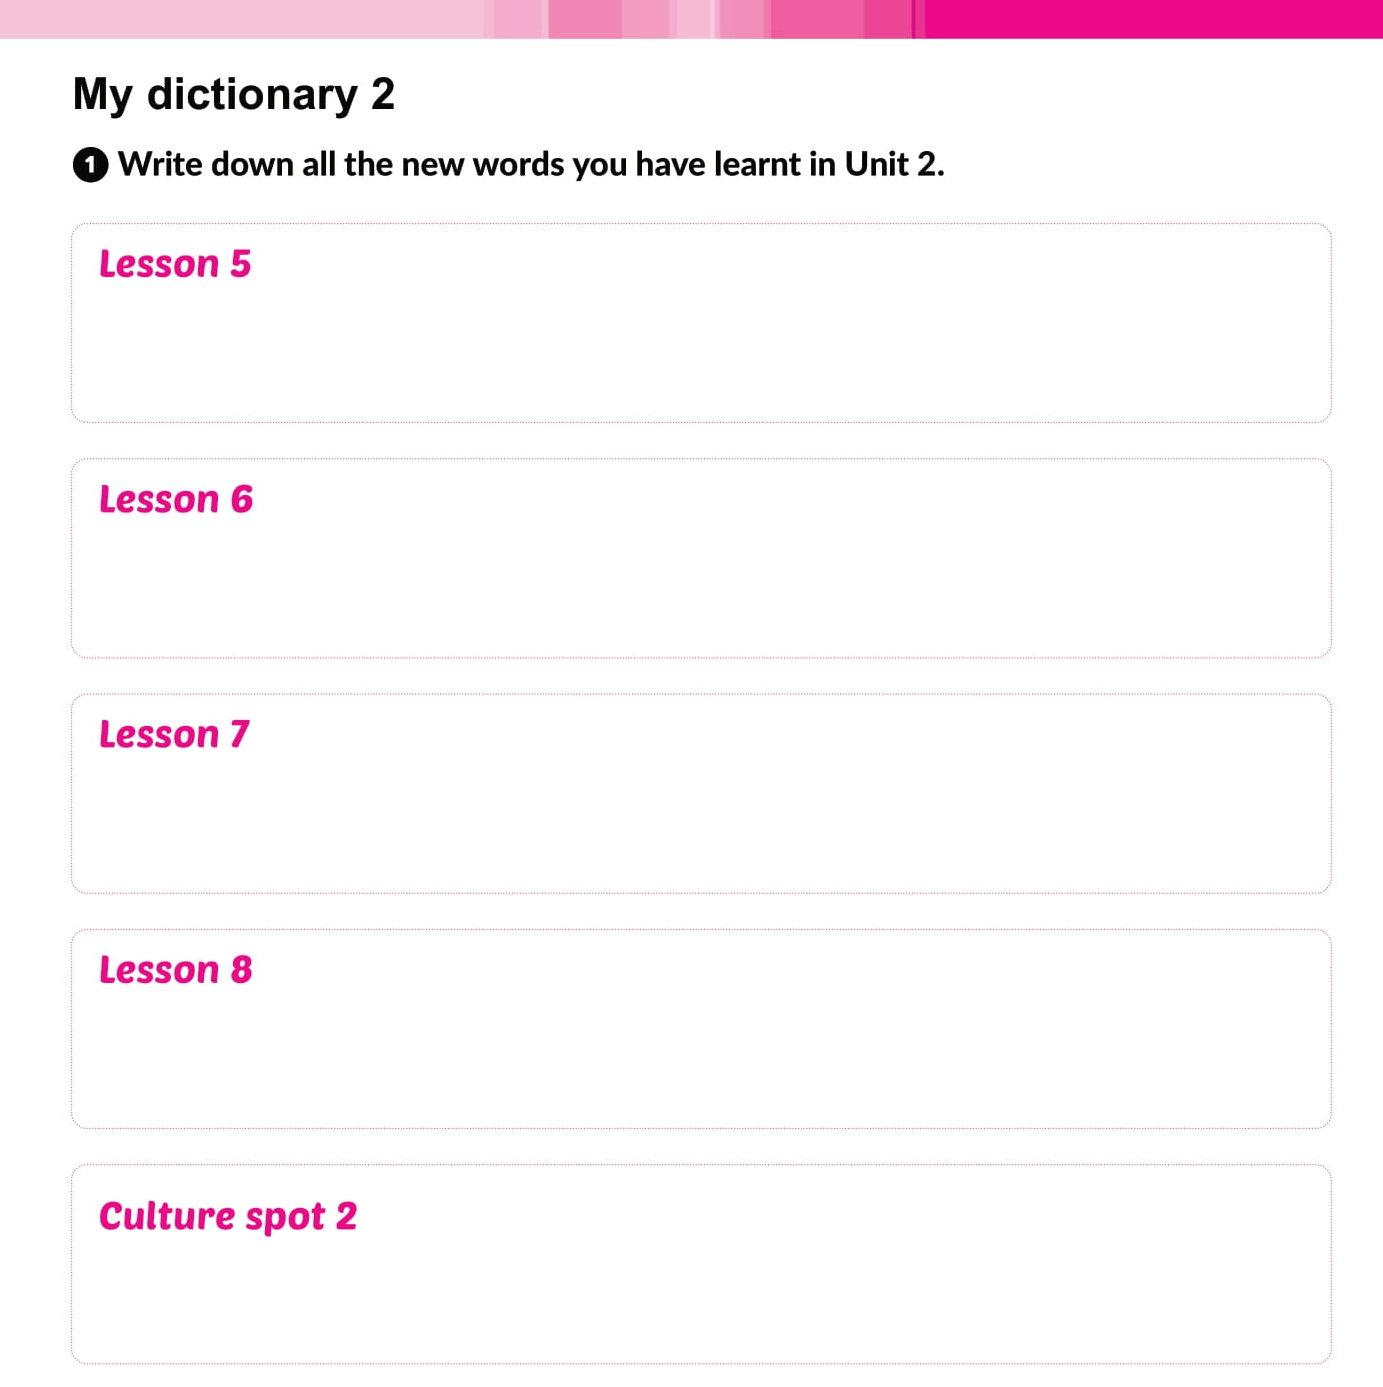 My dictionary 2
1 Write down all the new words you have learnt in Unit 2.
Lesson 5
Lesson 6
Lesson 7
Lesson 8
Culture spot 2